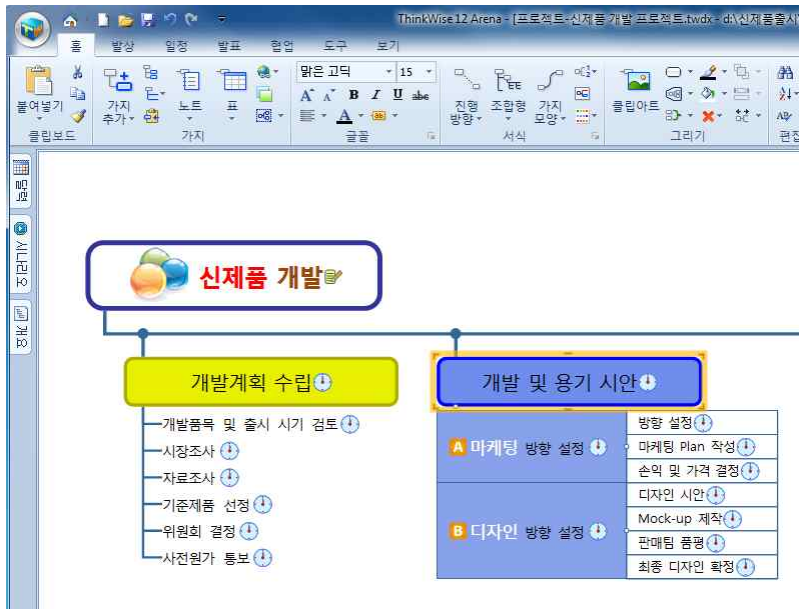 ThinkWise 12 Arena - [프로젝트-신제품 개발 프로젝트.twdx - d:\신제품출시
홈 발상 일정 발표 협업 도구 보기
맑은 고딕 15
A A B I U abc
붙여넣기 가지 추가 노트 표 진행 방향 조합형 가지 모양 클립아트
클립보드 가지 글꼴 서식 그리기 편집
달력
시나리오
개요
신제품 개발
개발계획 수립
개발품목 및 출시 시기 검토
시장조사
자료조사
기준제품 선정
위원회 결정
사전원가 통보
개발 및 용기 시안
A 마케팅 방향 설정
방향 설정
마케팅 Plan 작성
손익 및 가격 결정
B 디자인 방향 설정
디자인 시안
Mock-up 제작
판매팀 품평
최종 디자인 확정